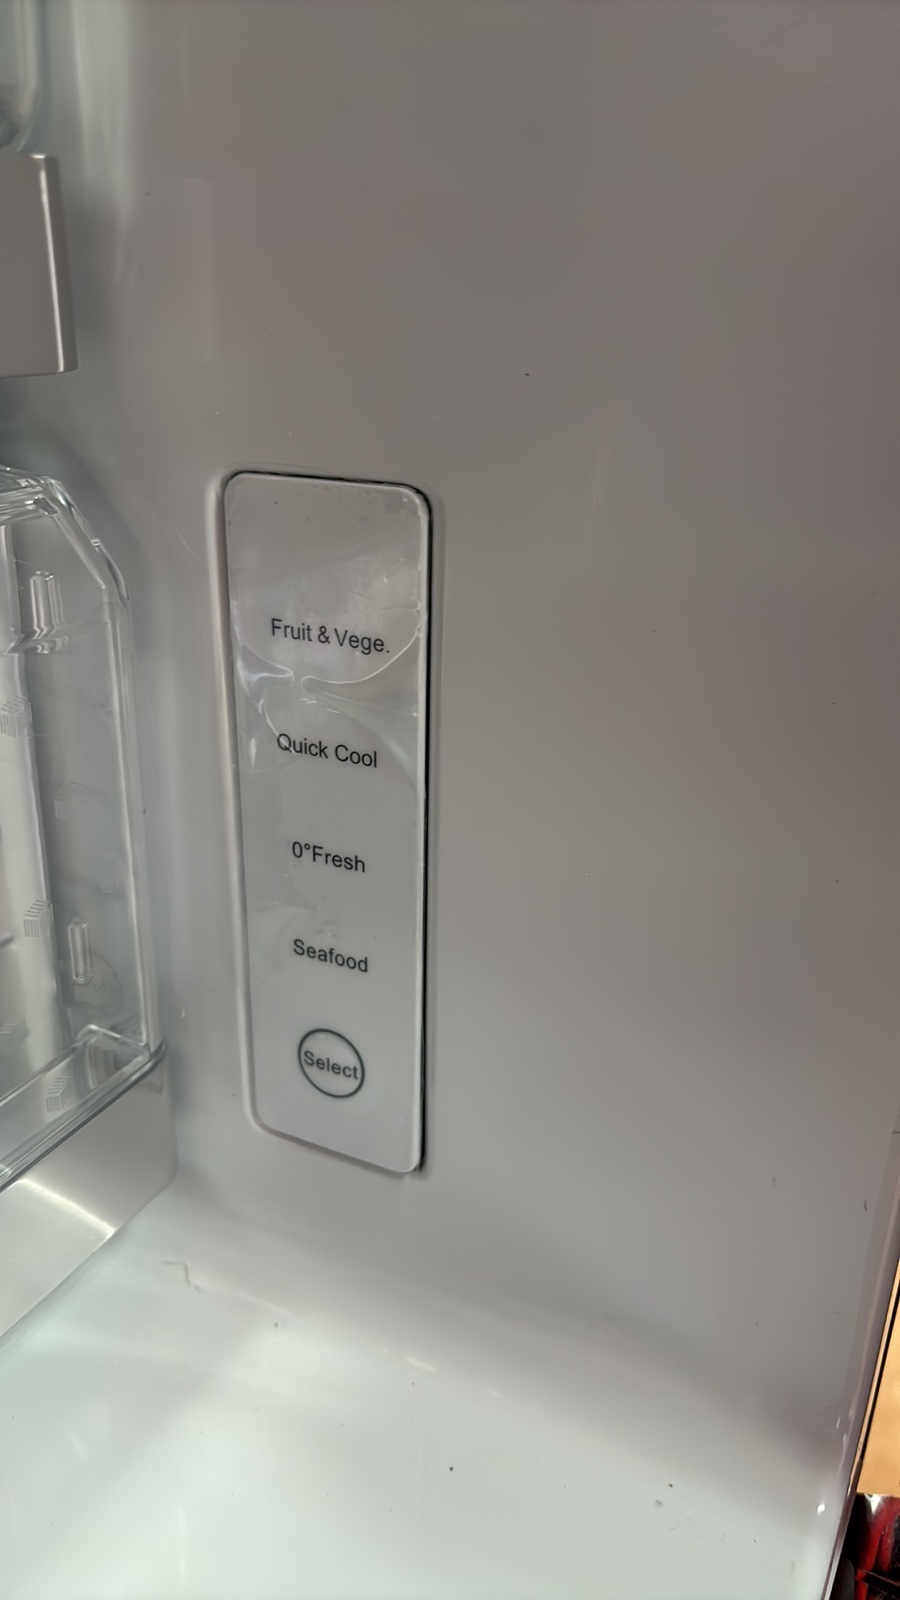 Fruit & Vege.
Quick Cool
0°Fresh
Seafood
Select